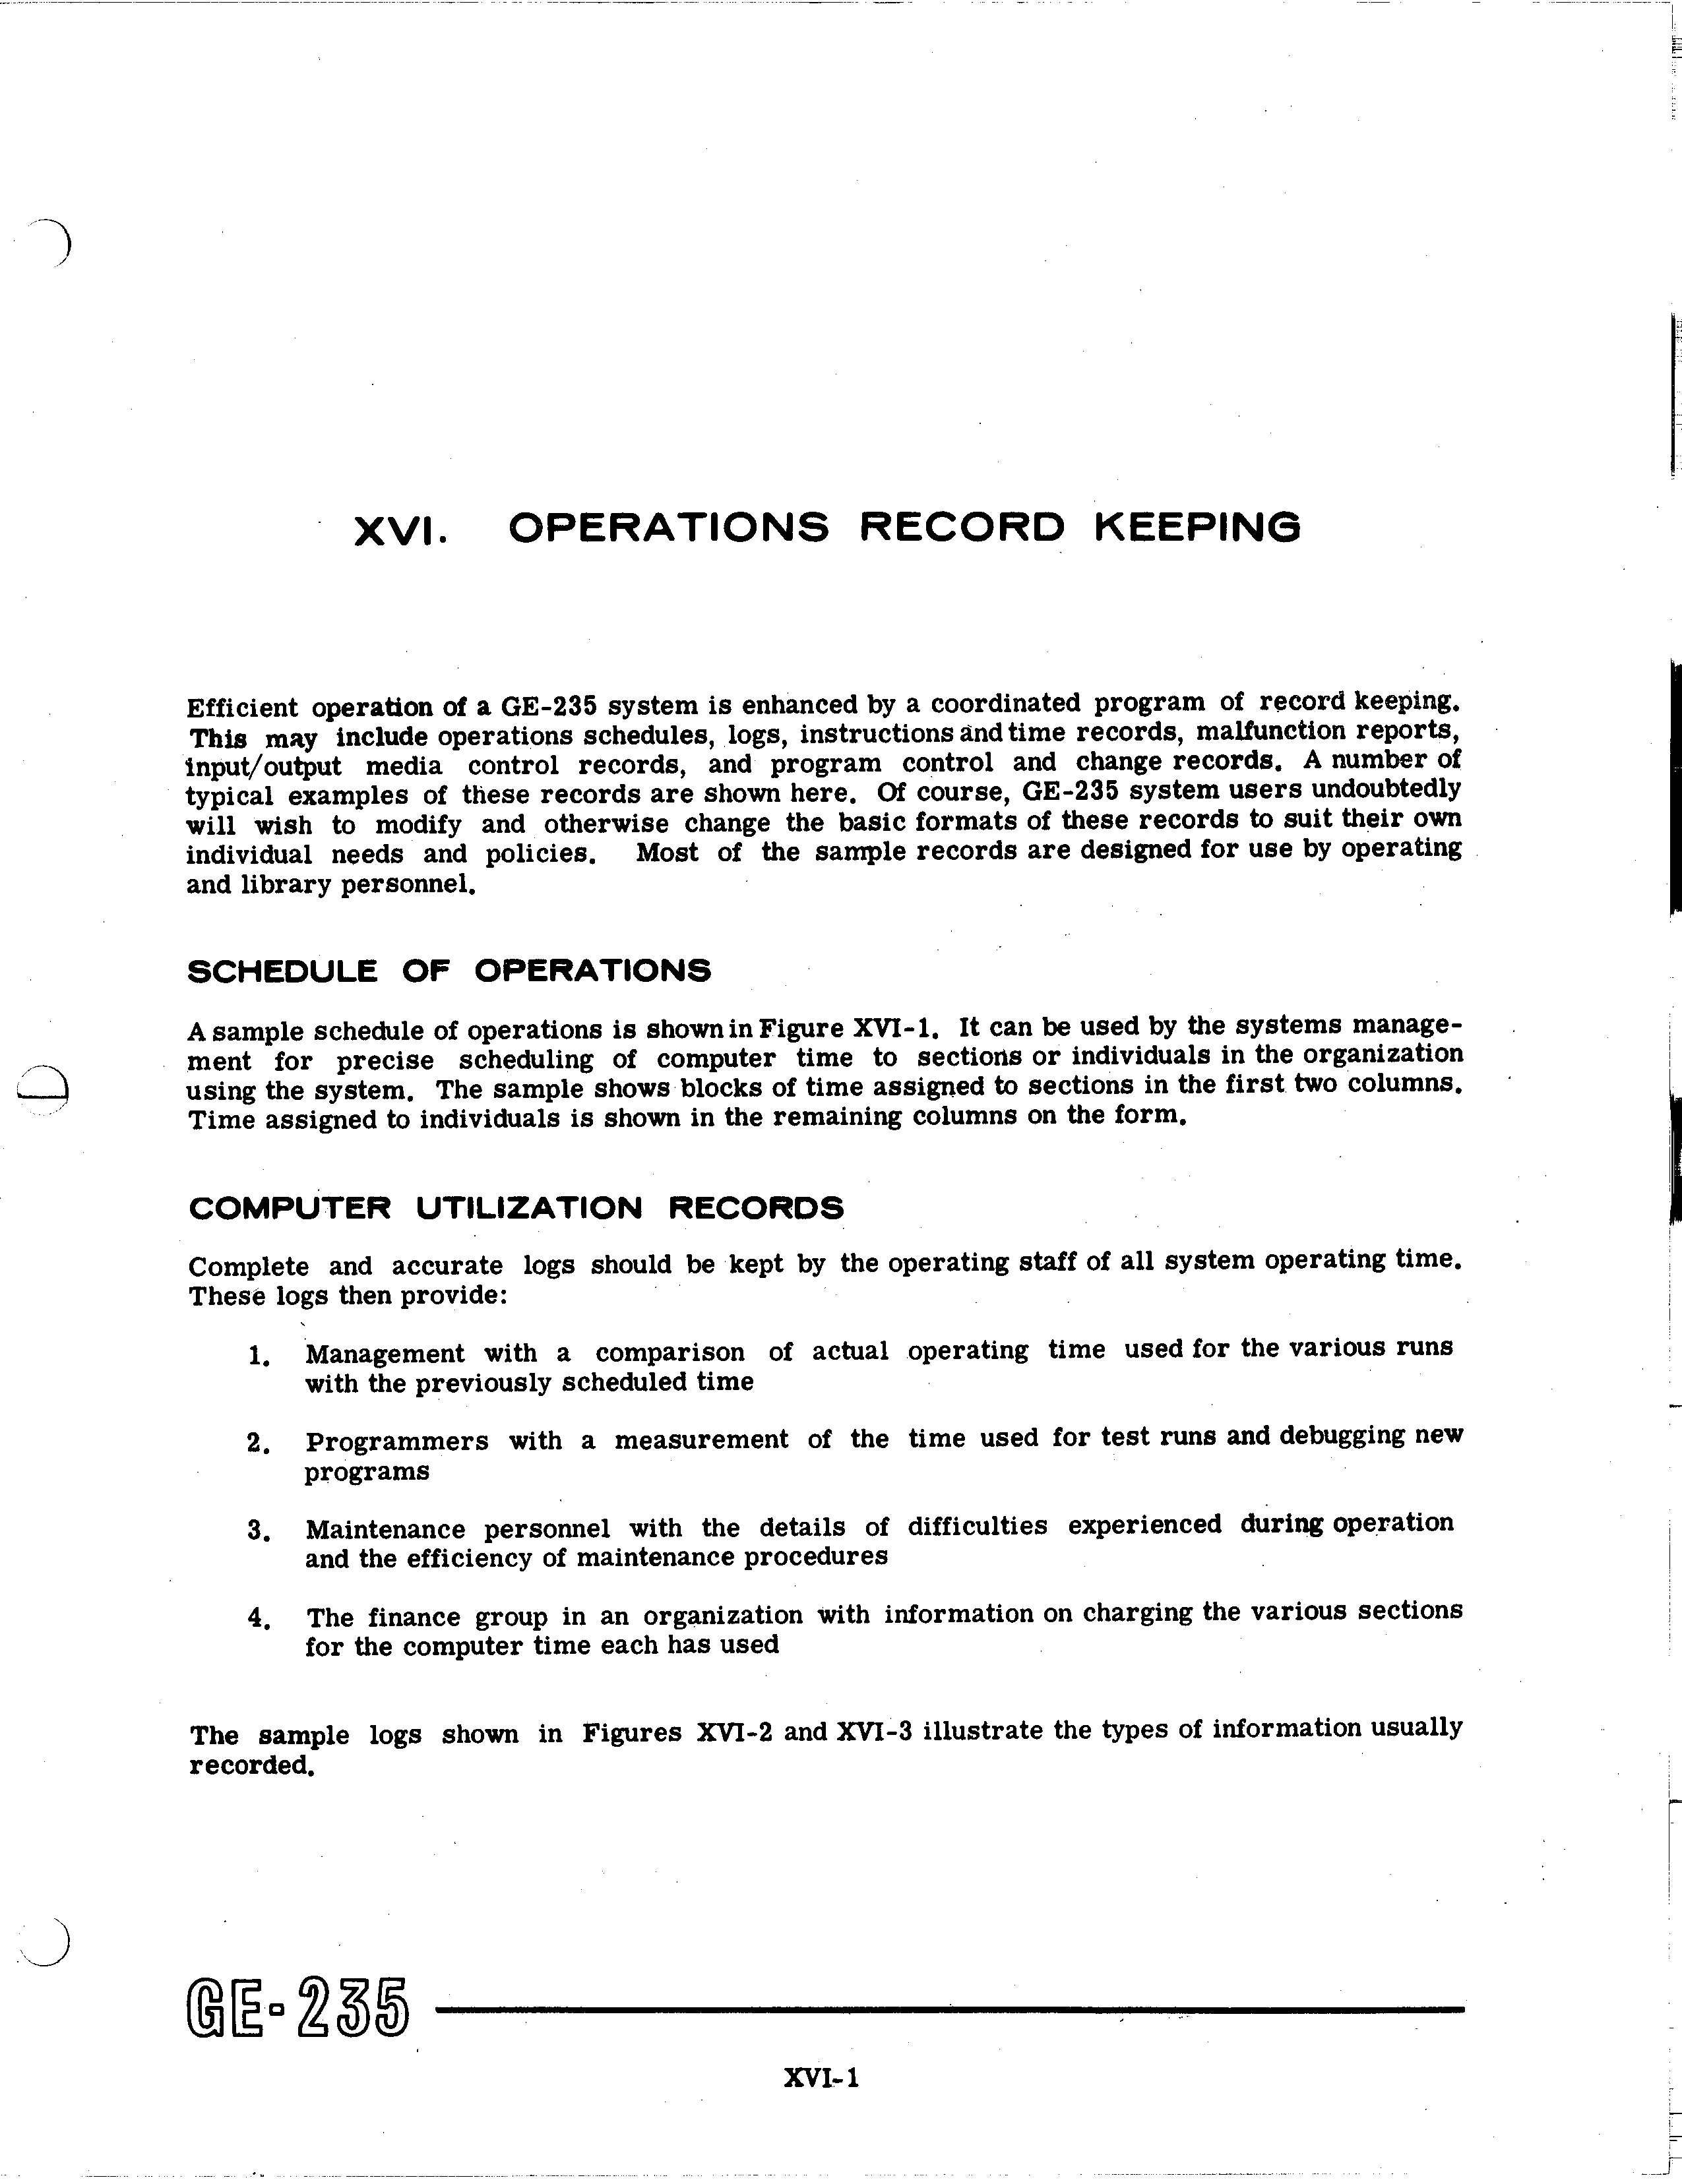 XVI. OPERATIONS RECORD KEEPING
Efficient operation of a GE-235 system is enhanced by a coordinated program of record keeping.
This may include operations schedules, logs, instructions and time records, malfunction reports,
input/output media control records, and program control and change records. A number of
typical examples of these records are shown here. Of course, GE-235 system users undoubtedly
will wish to modify and otherwise change the basic formats of these records to suit their own
individual needs and policies. Most of the sample records are designed for use by operating
and library personnel.
SCHEDULE OF OPERATIONS
A sample schedule of operations is shown in Figure XVI-1. It can be used by the systems manage-
ment for precise scheduling of computer time to sections or individuals in the organization
using the system. The sample shows blocks of time assigned to sections in the first two columns.
Time assigned to individuals is shown in the remaining columns on the form.
COMPUTER UTILIZATION RECORDS
Complete and accurate logs should be kept by the operating staff of all system operating time.
These logs then provide:
1. Management with a comparison of actual operating time used for the various runs
with the previously scheduled time
2. Programmers with a measurement of the time used for test runs and debugging new
programs
3. Maintenance personnel with the details of difficulties experienced during operation
and the efficiency of maintenance procedures
4. The finance group in an organization with information on charging the various sections
for the computer time each has used
The sample logs shown in Figures XVI-2 and XVI-3 illustrate the types of information usually
recorded.
GE-235
XVI-1